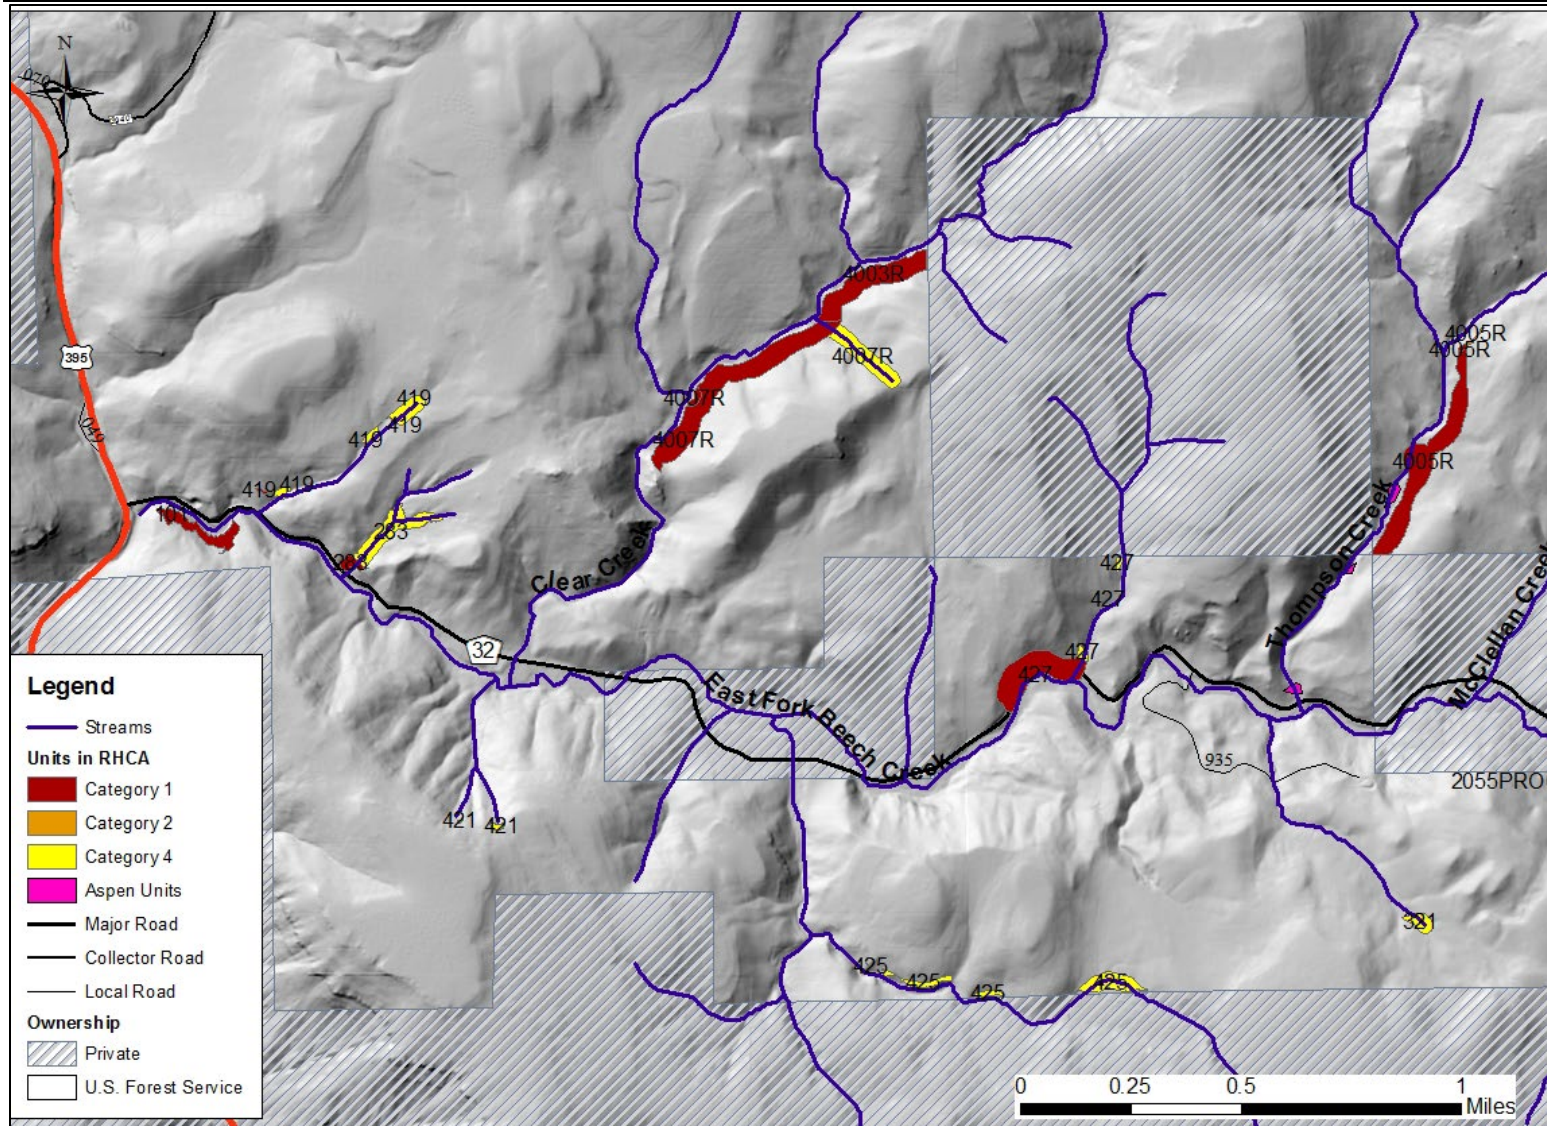 N
070
395
049
101
419
419
419
419
419
283
283
32
Clear Creek
4003R
4007R
4007R
4007R
4005R
4005R
4005R
Thompson Creek
McClellan Creek
427
427
427
427
East Fork Beech Creek
935
2055PRO
421
421
321
425
425
425
425
Legend
Streams
Units in RHCA
Category 1
Category 2
Category 4
Aspen Units
Major Road
Collector Road
Local Road
Ownership
Private
U.S. Forest Service
0 0.25 0.5 1
Miles